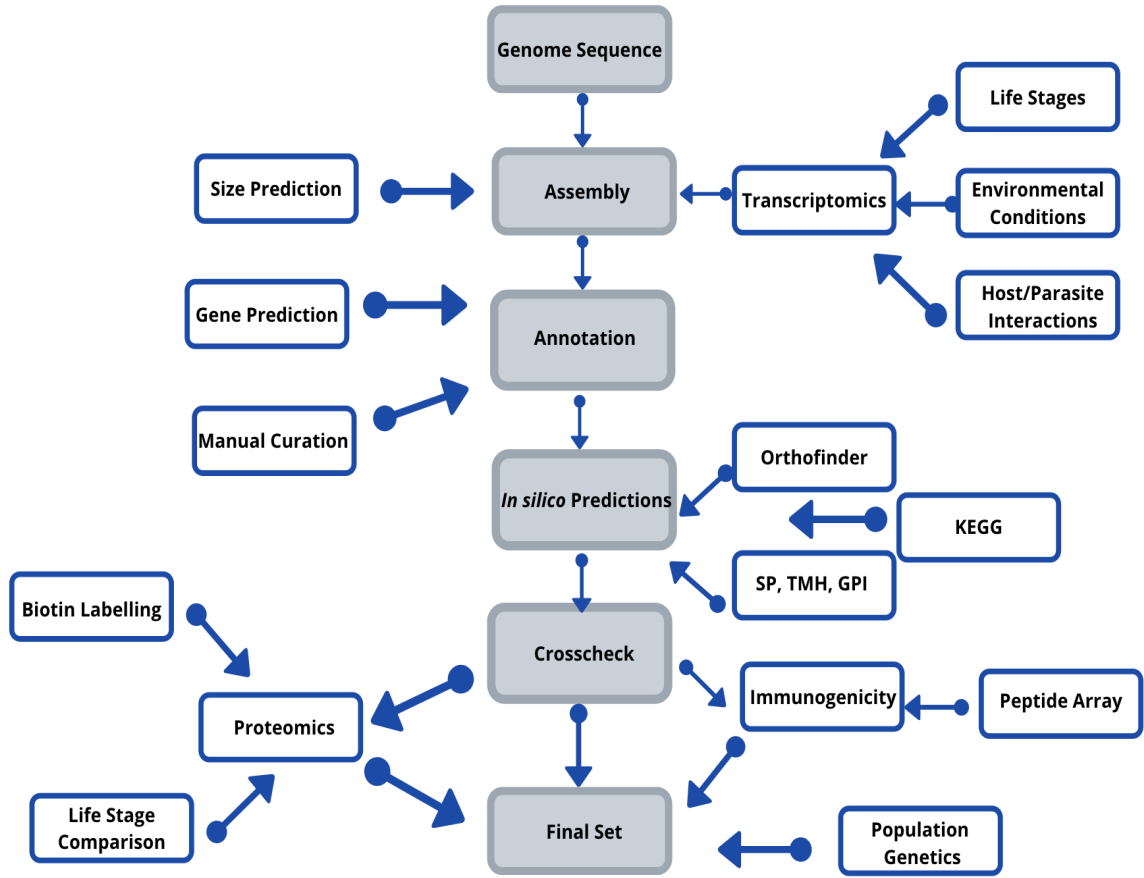 Genome Sequence
Life Stages
Size Prediction
Assembly
Transcriptomics
Environmental
Conditions
Gene Prediction
Annotation
Host/Parasite
Interactions
Manual Curation
Orthofinder
In silico Predictions
KEGG
SP, TMH, GPI
Biotin Labelling
Crosscheck
Immunogenicity
Peptide Array
Proteomics
Life Stage
Comparison
Final Set
Population
Genetics